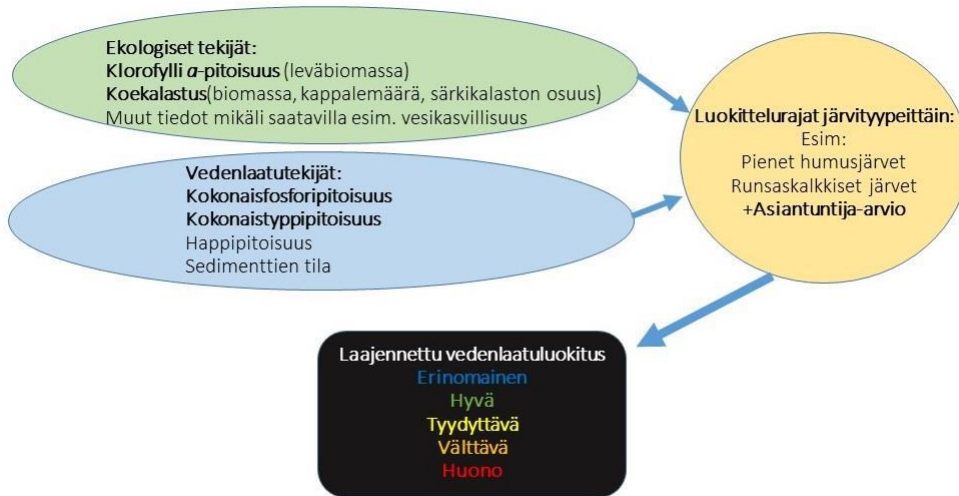 Ekologiset tekijät:
Klorofylli a-pitoisuus (leväbiomassa)
Koekalastus(biomassa, kappalemäärä, särkikalaston osuus)
Muut tiedot mikäli saatavilla esim. vesikasvillisuus
Vedenlaatutekijät:
Kokonaisfosforipitoisuus
Kokonaistyppipitoisuus
Happipitoisuus
Sedimenttien tila
Luokittelurajat järvityypeittäin:
Esim:
Pienet humusjärvet
Runsaskalkkiset järvet
+Asiantuntija-arvio
Laajennettu vedenlaatuluokitus
Erinomainen
Hyvä
Tyydyttävä
Välttävä
Huono